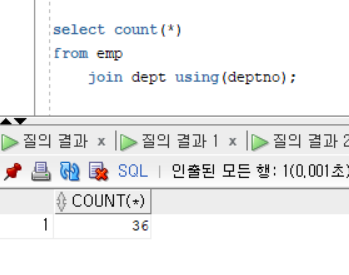 select count(*)
from emp
join dept using(deptno);
질의 결과 x 질의 결과 1 x 질의 결과 2
SQL | 인출된 모든 행: 1(0,001초)
COUNT(*)
1 36